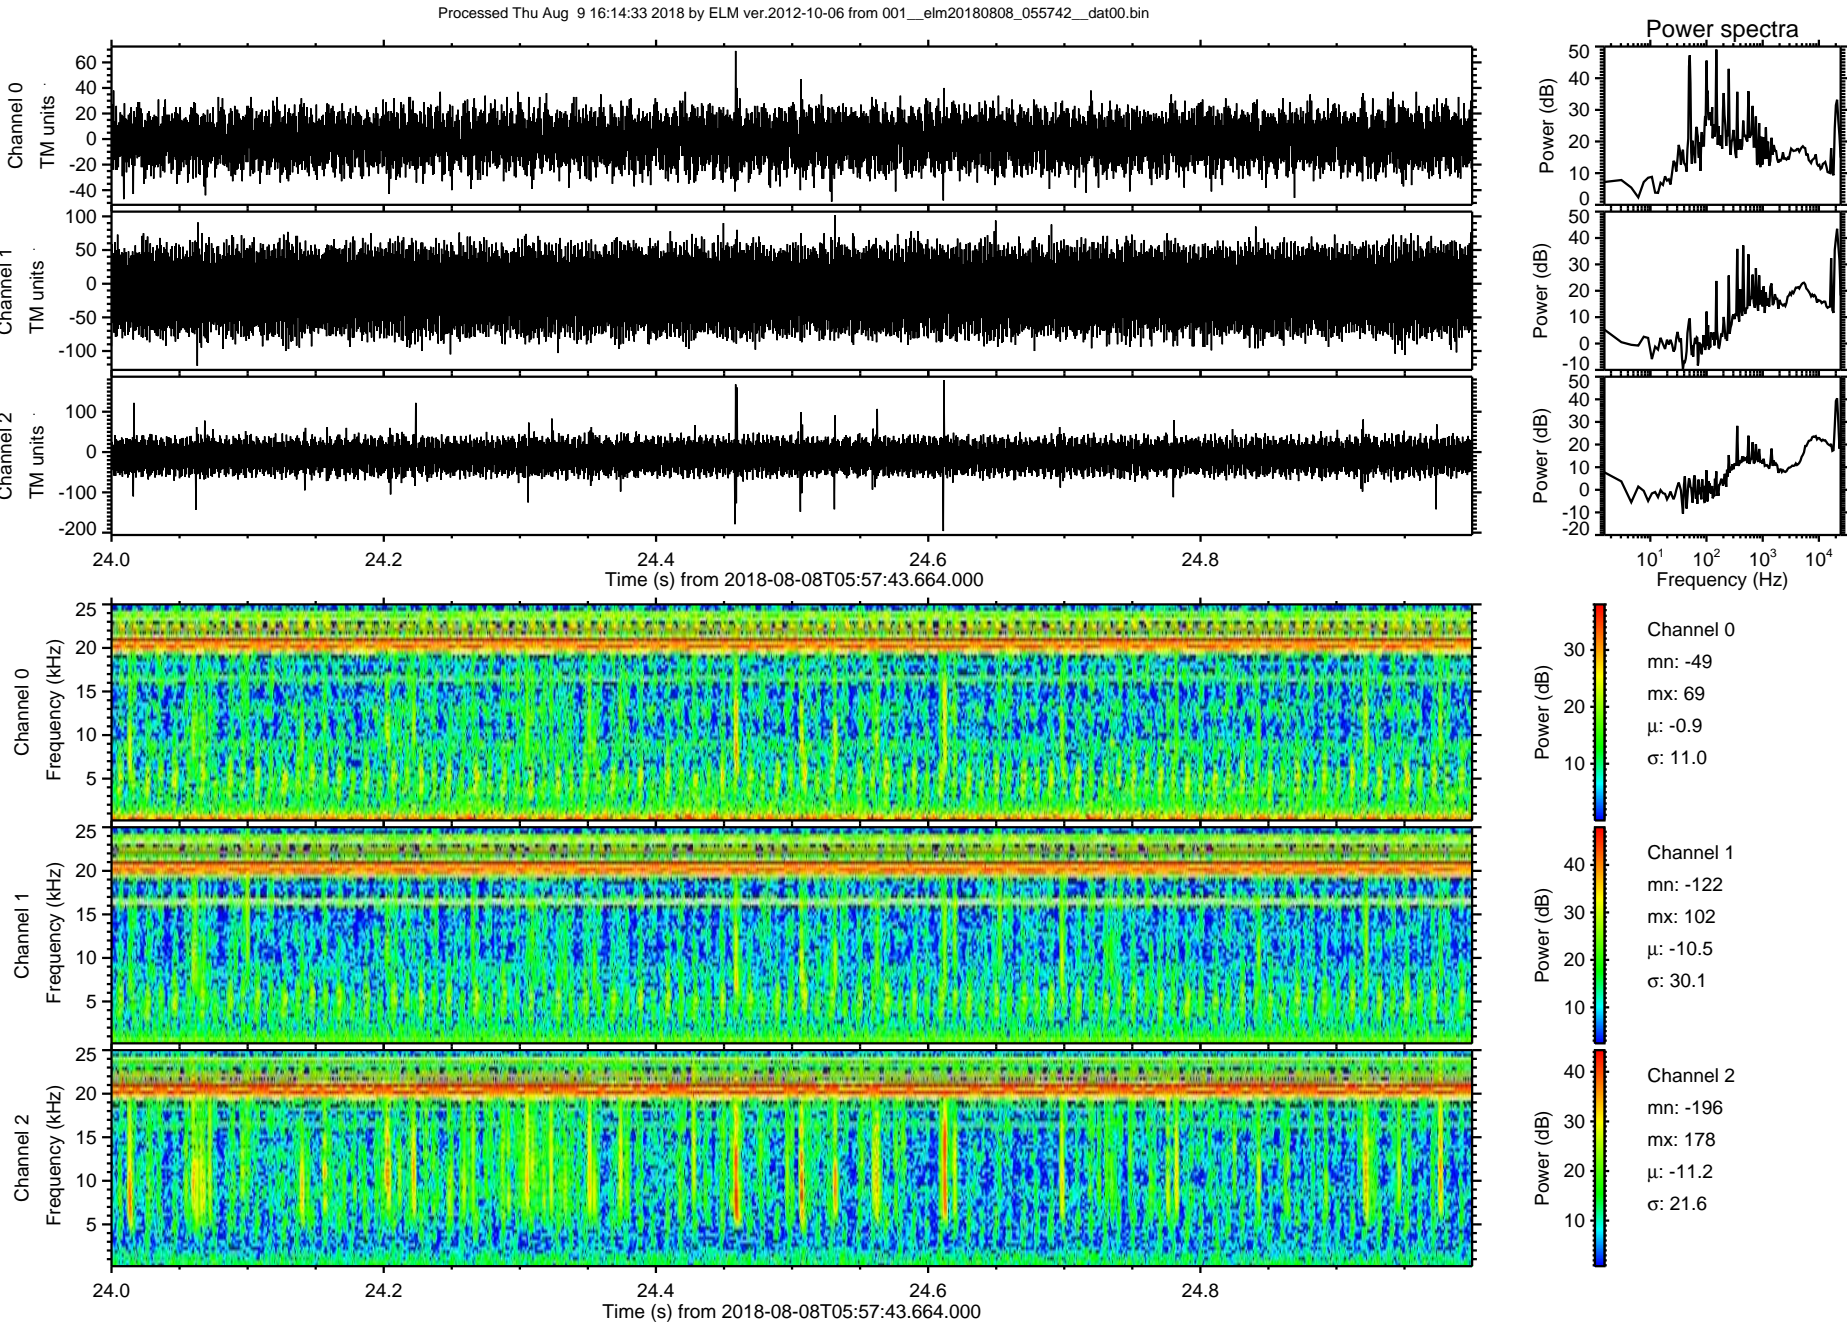 Processed Thu Aug  9 16:14:33 2018 by ELM ver.2012-10-06 from 001__elm20180808_055742__dat00.bin
Power spectra
Channel 0
TM units
60
40
20
0
-20
-40
Power (dB)
50
40
30
20
10
0
Channel 1
TM units
100
50
0
-50
-100
Power (dB)
50
40
30
20
10
0
-10
Channel 2
TM units
100
0
-100
-200
Power (dB)
50
40
30
20
10
0
-10
-20
24.0 24.2 24.4 24.6 24.8
Time (s) from 2018-08-08T05:57:43.664.000
10¹ 10² 10³ 10⁴
Frequency (Hz)
Channel 0
Frequency (kHz)
25
20
15
10
5
Power (dB)
30
20
10
Channel 0
mn: -49
mx: 69
μ: -0.9
σ: 11.0
Channel 1
Frequency (kHz)
25
20
15
10
5
Power (dB)
40
30
20
10
Channel 1
mn: -122
mx: 102
μ: -10.5
σ: 30.1
Channel 2
Frequency (kHz)
25
20
15
10
5
Power (dB)
40
30
20
10
Channel 2
mn: -196
mx: 178
μ: -11.2
σ: 21.6
24.0 24.2 24.4 24.6 24.8
Time (s) from 2018-08-08T05:57:43.664.000